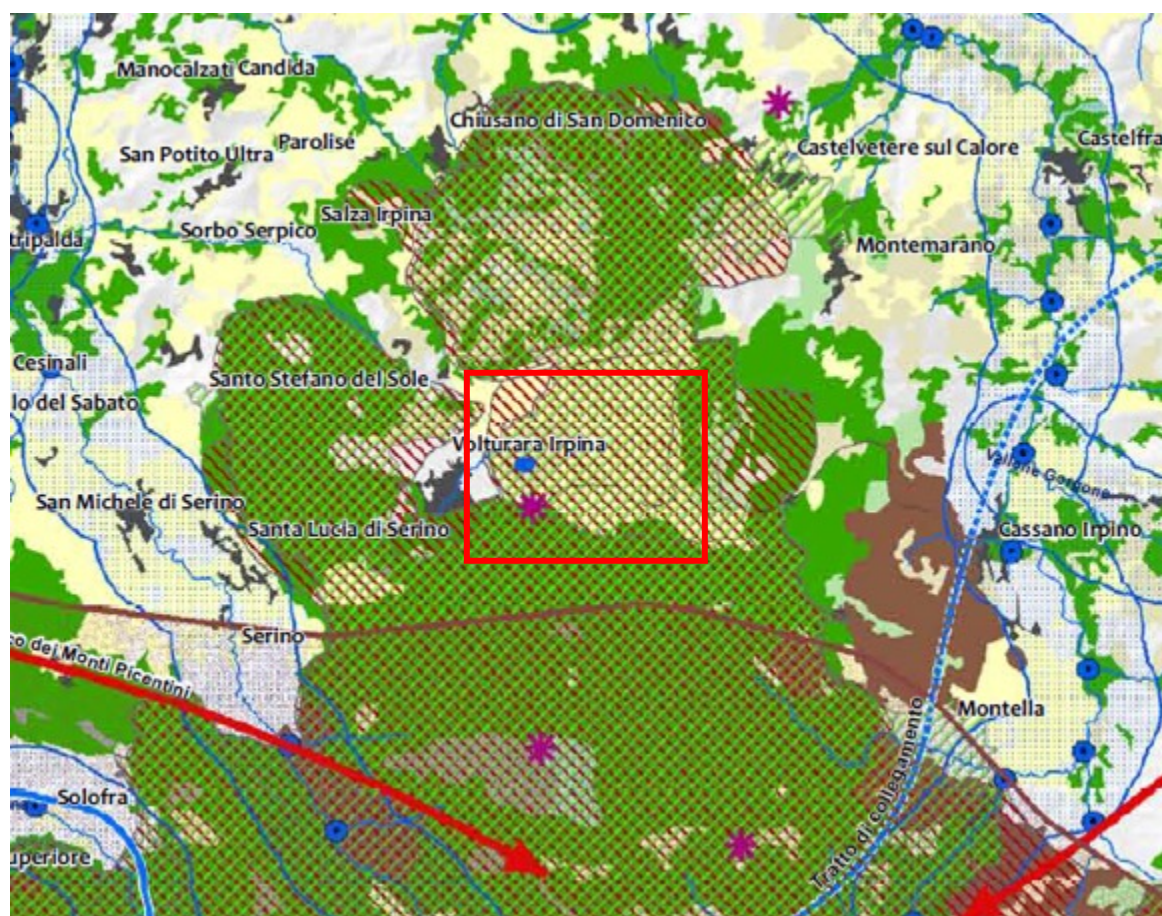 Manocalzati Candida
Chiusano di San Domenico
San Potito Ultra
Parolise
Castelvetere sul Calore
Castelfra
Salza Irpina
tripalda
Sorbo Serpico
Montemarano
Cesinali
Santo Stefano del Sole
lo del Sabato
Volturara Irpina
Vallone Gorgone
San Michele di Serino
Santa Lucia di Serino
Cassano Irpino
Serino
co dei Monti Picentini
Montella
Tratto di collegamento
Solofra
uperiore